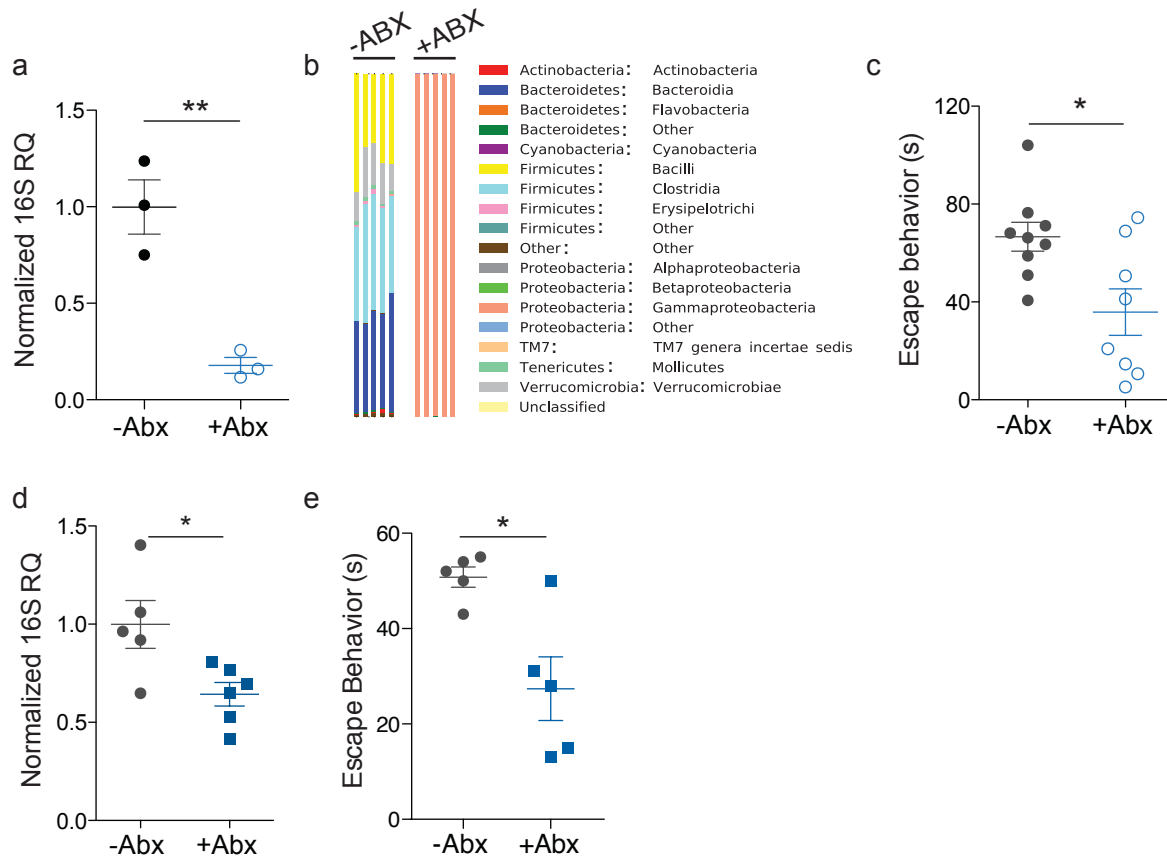 a
Normalized 16S RQ
1.5
1.0
0.5
0.0
**
-Abx
+Abx
b
-ABX
+ABX
Actinobacteria: Actinobacteria
Bacteroidetes: Bacteroidia
Bacteroidetes: Flavobacteria
Bacteroidetes: Other
Cyanobacteria: Cyanobacteria
Firmicutes: Bacilli
Firmicutes: Clostridia
Firmicutes: Erysipelotrichi
Firmicutes: Other
Other: Other
Proteobacteria: Alphaproteobacteria
Proteobacteria: Betaproteobacteria
Proteobacteria: Gammaproteobacteria
Proteobacteria: Other
TM7: TM7 genera incertae sedis
Tenericutes: Mollicutes
Verrucomicrobia: Verrucomicrobiae
Unclassified
c
Escape behavior (s)
120
80
40
0
*
-Abx
+Abx
d
Normalized 16S RQ
1.5
1.0
0.5
0.0
*
-Abx
+Abx
e
Escape Behavior (s)
60
40
20
0
*
-Abx
+Abx